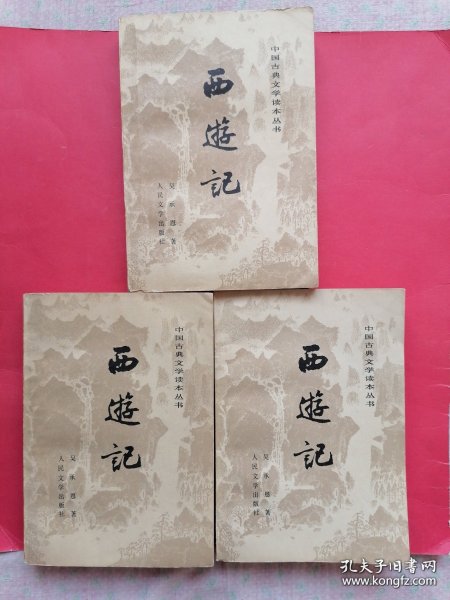 中国古典文学读本丛书
西遊記
吴承恩 著
人民文学出版社
中国古典文学读本丛书
西遊記
吴承恩 著
人民文学出版社
中国古典文学读本丛书
西遊記
吴承恩 著
人民文学出版社
孔夫子旧书网
www.kongfz.com